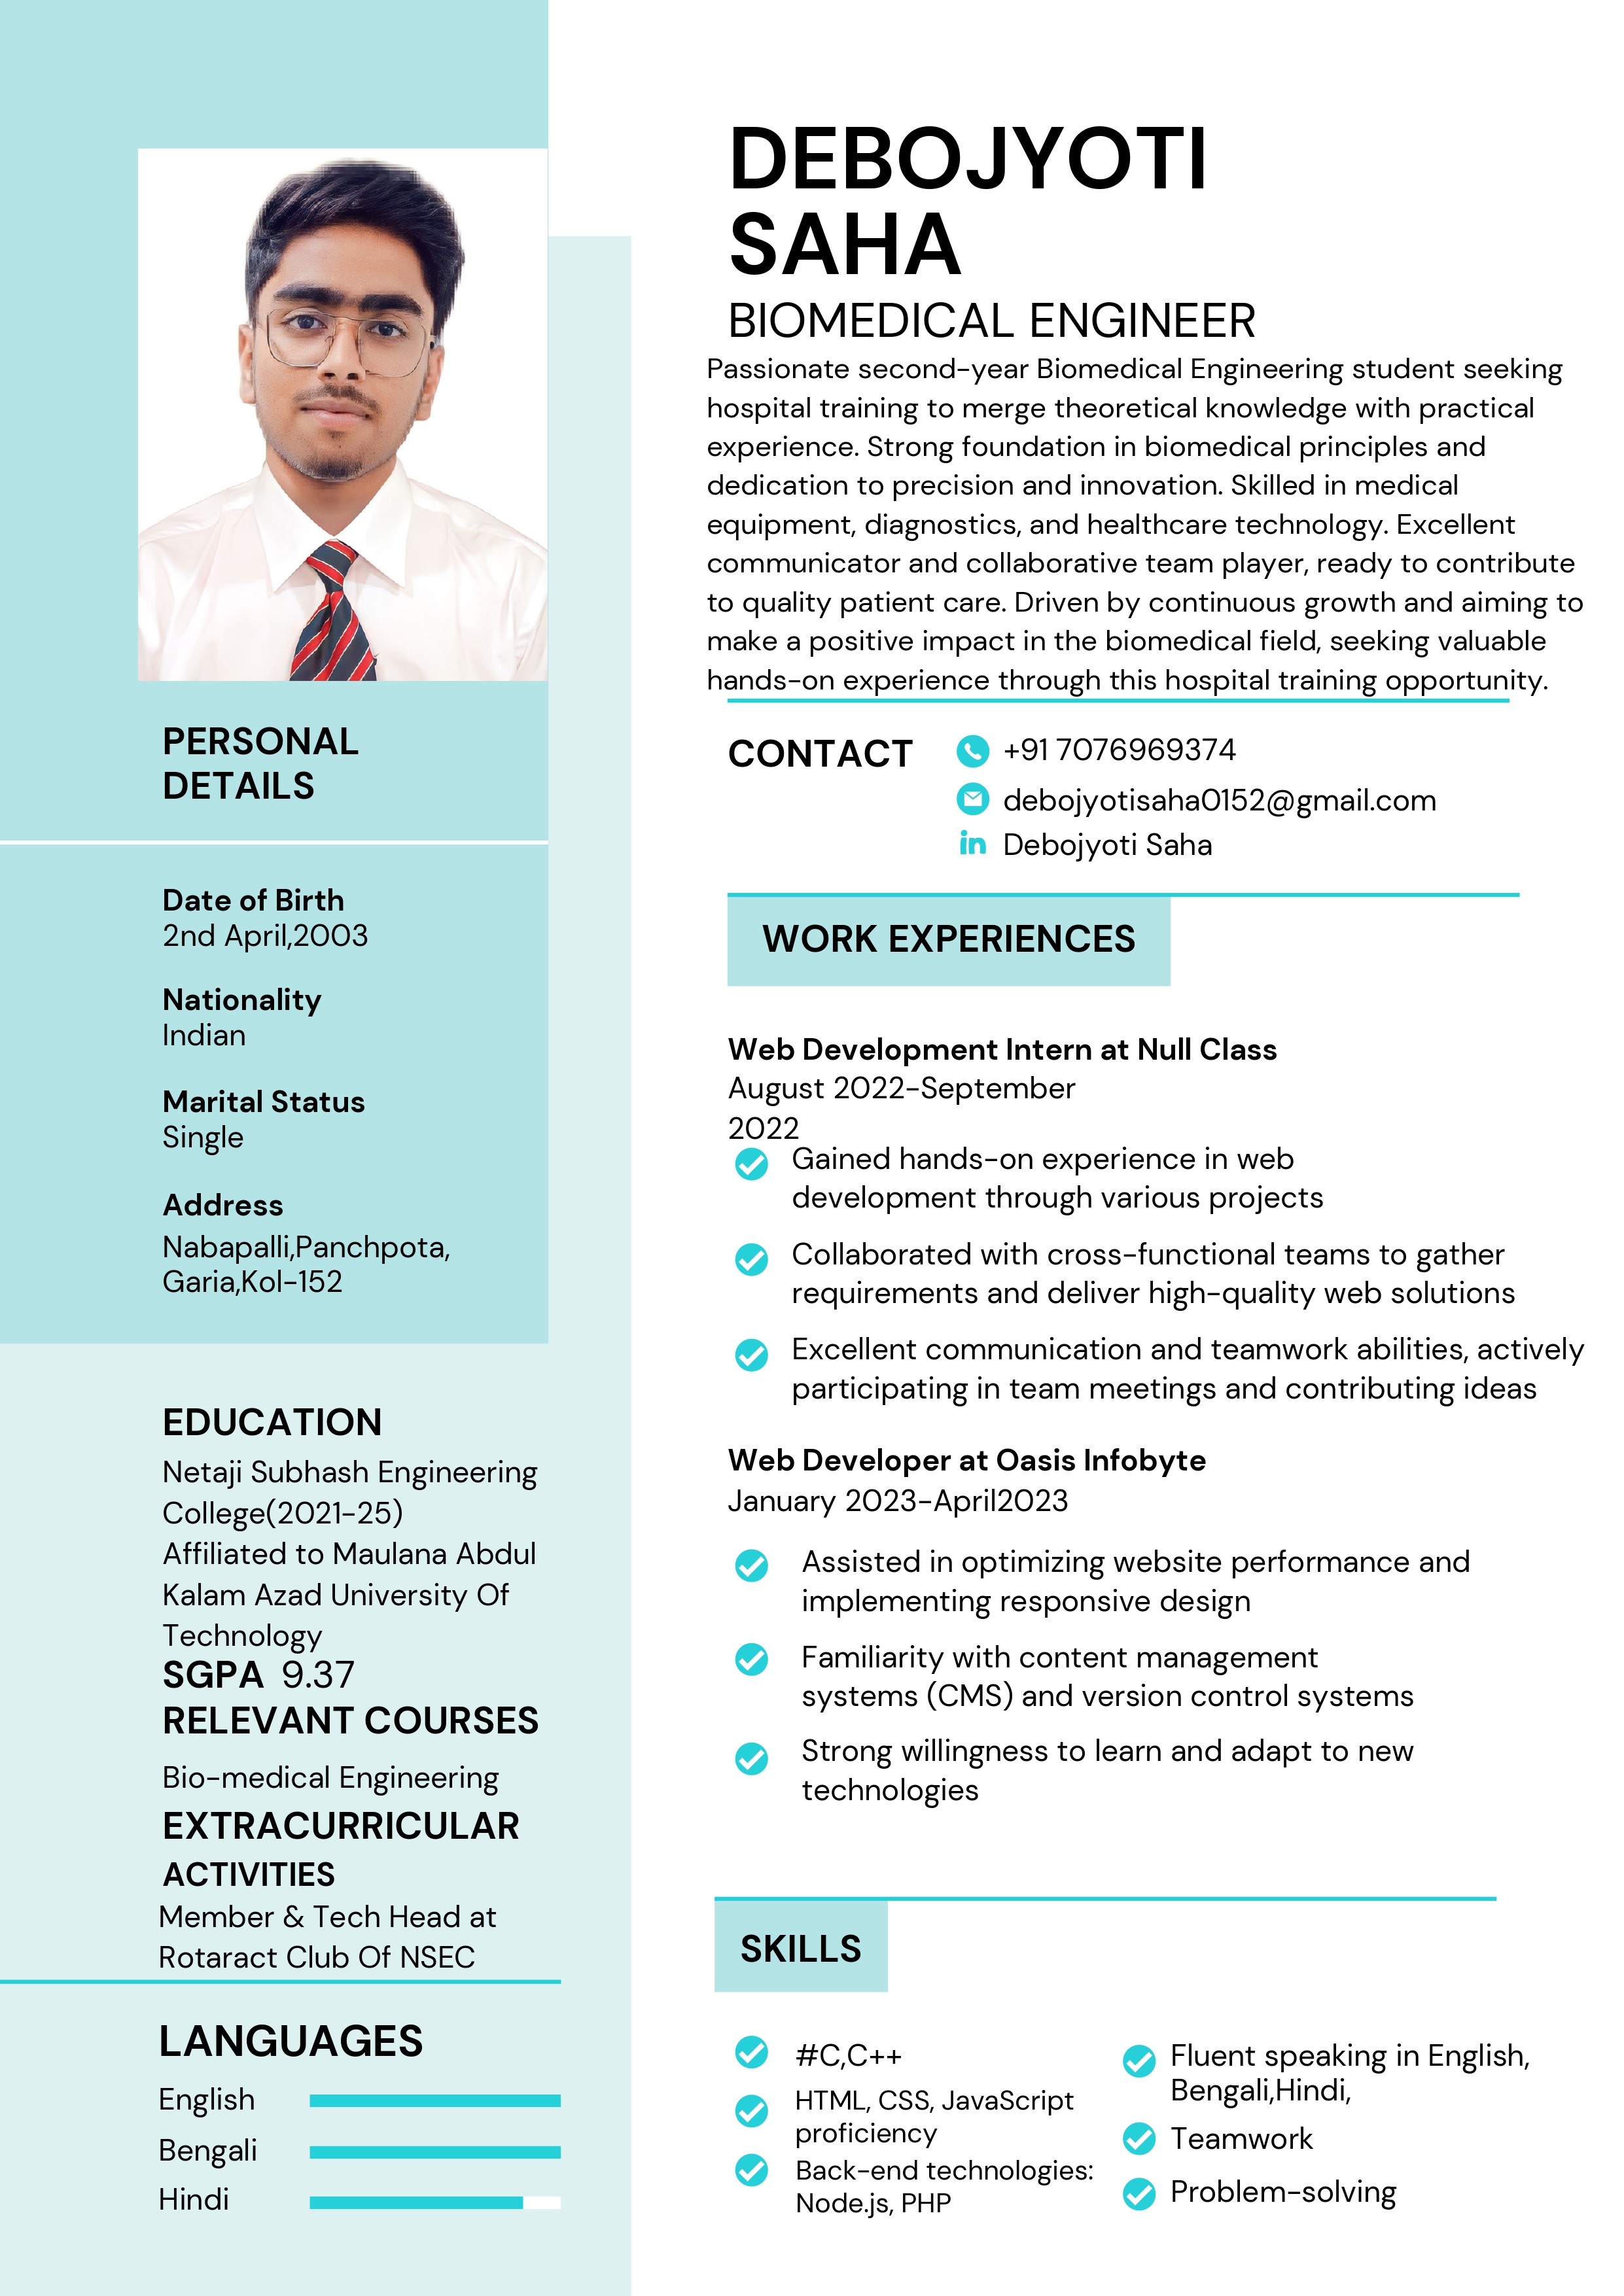 DEBOJYOTI
SAHA
BIOMEDICAL ENGINEER
Passionate second-year Biomedical Engineering student seeking
hospital training to merge theoretical knowledge with practical
experience. Strong foundation in biomedical principles and
dedication to precision and innovation. Skilled in medical
equipment, diagnostics, and healthcare technology. Excellent
communicator and collaborative team player, ready to contribute
to quality patient care. Driven by continuous growth and aiming to
make a positive impact in the biomedical field, seeking valuable
hands-on experience through this hospital training opportunity.
CONTACT
+91 7076969374
debojyotisaha0152@gmail.com
in Debojyoti Saha
PERSONAL
DETAILS
Date of Birth
2nd April,2003
Nationality
Indian
Marital Status
Single
Address
Nabapalli,Panchpota,
Garia,Kol-152
EDUCATION
Netaji Subhash Engineering
College(2021-25)
Affiliated to Maulana Abdul
Kalam Azad University Of
Technology
SGPA 9.37
RELEVANT COURSES
Bio-medical Engineering
EXTRACURRICULAR
ACTIVITIES
Member & Tech Head at
Rotaract Club Of NSEC
LANGUAGES
English
Bengali
Hindi
WORK EXPERIENCES
Web Development Intern at Null Class
August 2022-September
2022
Gained hands-on experience in web
development through various projects
Collaborated with cross-functional teams to gather
requirements and deliver high-quality web solutions
Excellent communication and teamwork abilities, actively
participating in team meetings and contributing ideas
Web Developer at Oasis Infobyte
January 2023-April2023
Assisted in optimizing website performance and
implementing responsive design
Familiarity with content management
systems (CMS) and version control systems
Strong willingness to learn and adapt to new
technologies
SKILLS
#C,C++
HTML, CSS, JavaScript
proficiency
Back-end technologies:
Node.js, PHP
Fluent speaking in English,
Bengali,Hindi,
Teamwork
Problem-solving